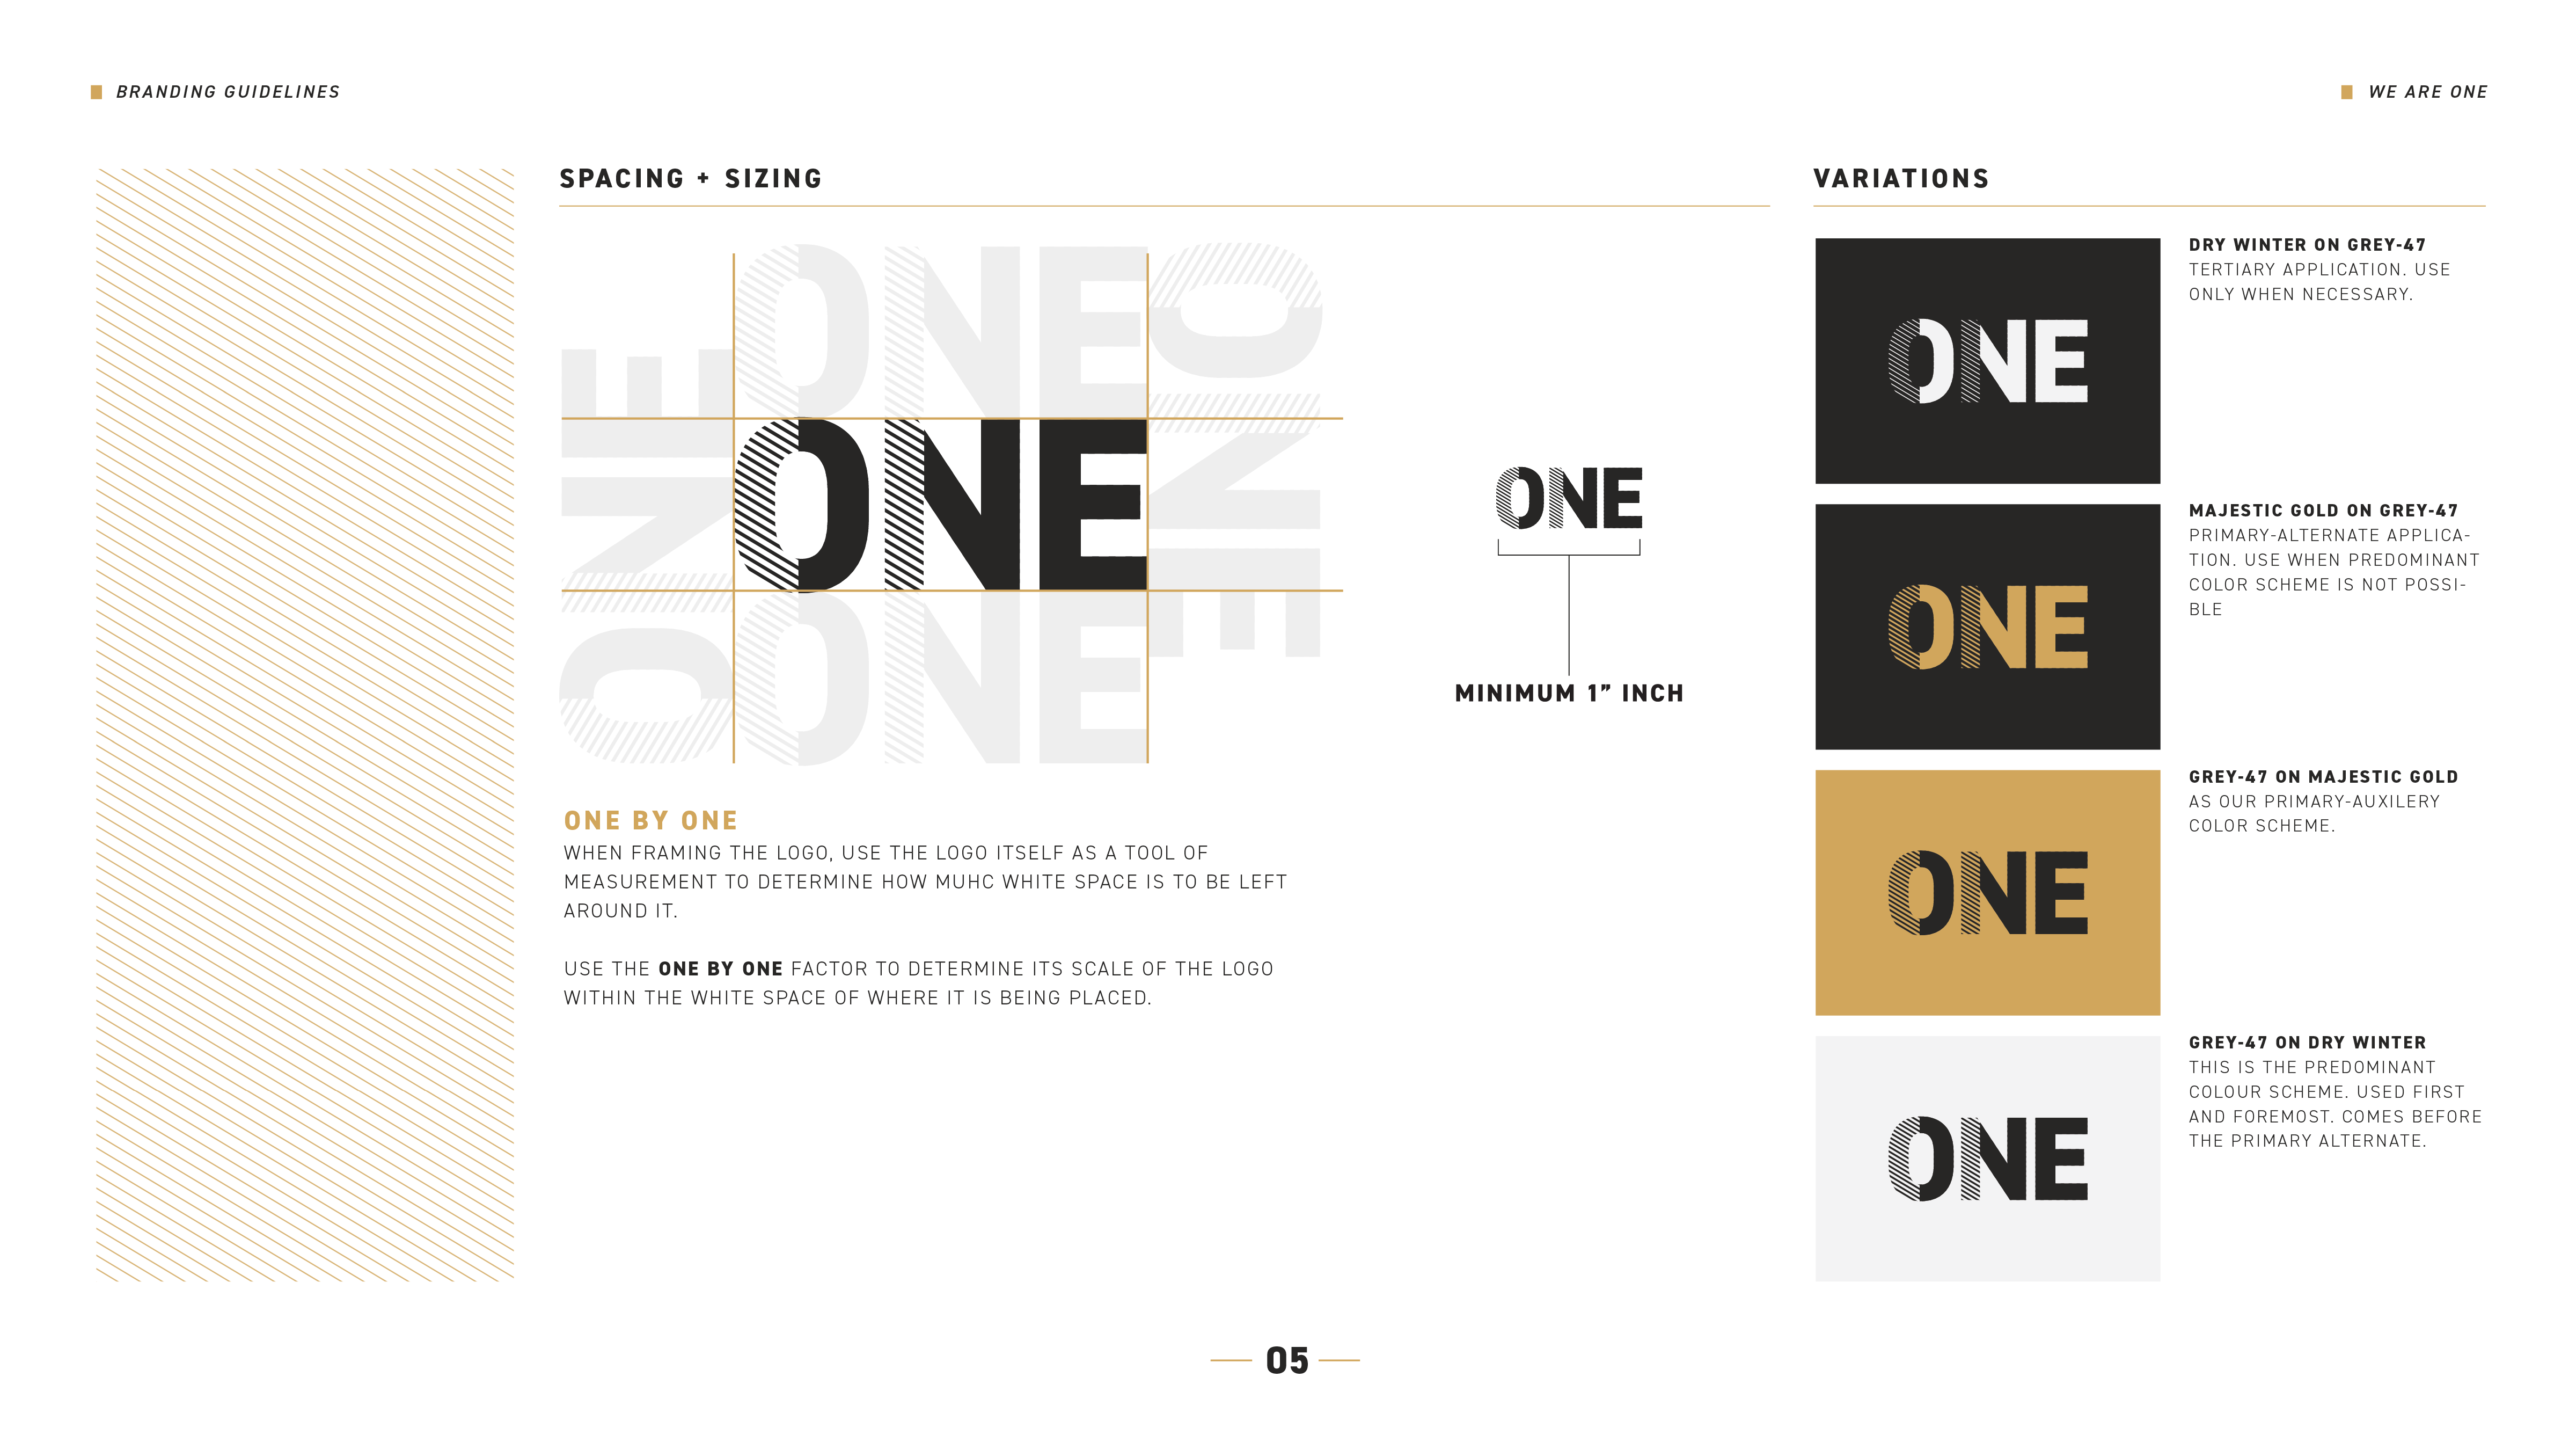 BRANDING GUIDELINES
WE ARE ONE
SPACING + SIZING
ONE
ONE
ONE
ONE
ONE
ONE
MINIMUM 1” INCH
ONE BY ONE
WHEN FRAMING THE LOGO, USE THE LOGO ITSELF AS A TOOL OF
MEASUREMENT TO DETERMINE HOW MUHC WHITE SPACE IS TO BE LEFT
AROUND IT.
USE THE ONE BY ONE FACTOR TO DETERMINE ITS SCALE OF THE LOGO
WITHIN THE WHITE SPACE OF WHERE IT IS BEING PLACED.
VARIATIONS
ONE
DRY WINTER ON GREY-47
TERTIARY APPLICATION. USE
ONLY WHEN NECESSARY.
ONE
MAJESTIC GOLD ON GREY-47
PRIMARY-ALTERNATE APPLICA-
TION. USE WHEN PREDOMINANT
COLOR SCHEME IS NOT POSSI-
BLE
ONE
GREY-47 ON MAJESTIC GOLD
AS OUR PRIMARY-AUXILERY
COLOR SCHEME.
ONE
GREY-47 ON DRY WINTER
THIS IS THE PREDOMINANT
COLOUR SCHEME. USED FIRST
AND FOREMOST. COMES BEFORE
THE PRIMARY ALTERNATE.
05